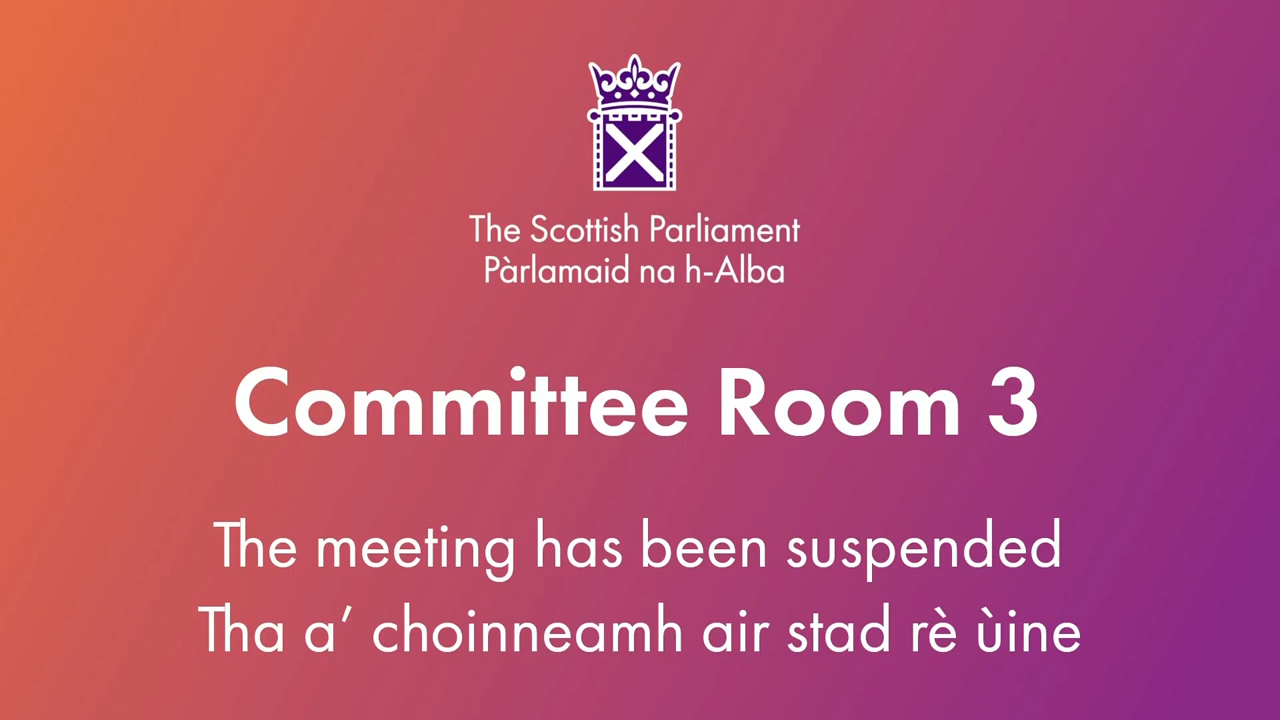 The Scottish Parliament
Pàrlamaid na h-Alba
Committee Room 3
The meeting has been suspended
Tha a’ choinneamh air stad rè ùine